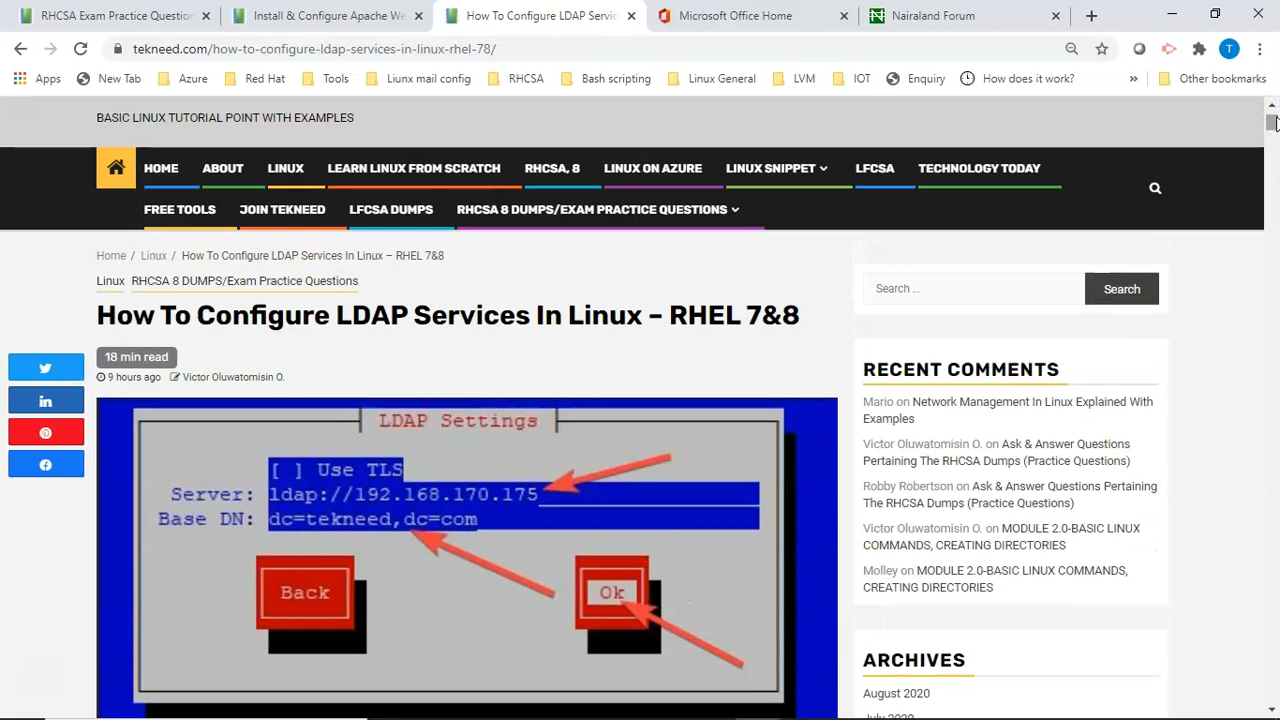 RHCSA Exam Practice Question
Install & Configure Apache We
How To Configure LDAP Servic
Microsoft Office Home
Nairaland Forum
tekneed.com/how-to-configure-ldap-services-in-linux-rhel-78/
T
Apps
New Tab
Azure
Red Hat
Tools
Liunx mail config
RHCSA
Bash scripting
Linux General
LVM
IOT
Enquiry
How does it work?
»
Other bookmarks
BASIC LINUX TUTORIAL POINT WITH EXAMPLES
HOME
ABOUT
LINUX
LEARN LINUX FROM SCRATCH
RHCSA, 8
LINUX ON AZURE
LINUX SNIPPET
LFCSA
TECHNOLOGY TODAY
FREE TOOLS
JOIN TEKNEED
LFCSA DUMPS
RHCSA 8 DUMPS/EXAM PRACTICE QUESTIONS
Home / Linux / How To Configure LDAP Services In Linux – RHEL 7&8
Linux RHCSA 8 DUMPS/Exam Practice Questions
How To Configure LDAP Services In Linux – RHEL 7&8
18 min read
9 hours ago Victor Oluwatomisin O.
LDAP Settings
[ ] Use TLS
Server: ldap://192.168.170.175
Base DN: dc=tekneed,dc=com
Back
Ok
Search …
Search
RECENT COMMENTS
Mario on Network Management In Linux Explained With
Examples
Victor Oluwatomisin O. on Ask & Answer Questions
Pertaining The RHCSA Dumps (Practice Questions)
Robby Robertson on Ask & Answer Questions Pertaining
The RHCSA Dumps (Practice Questions)
Victor Oluwatomisin O. on MODULE 2.0-BASIC LINUX
COMMANDS, CREATING DIRECTORIES
Molley on MODULE 2.0-BASIC LINUX COMMANDS,
CREATING DIRECTORIES
ARCHIVES
August 2020
July 2020